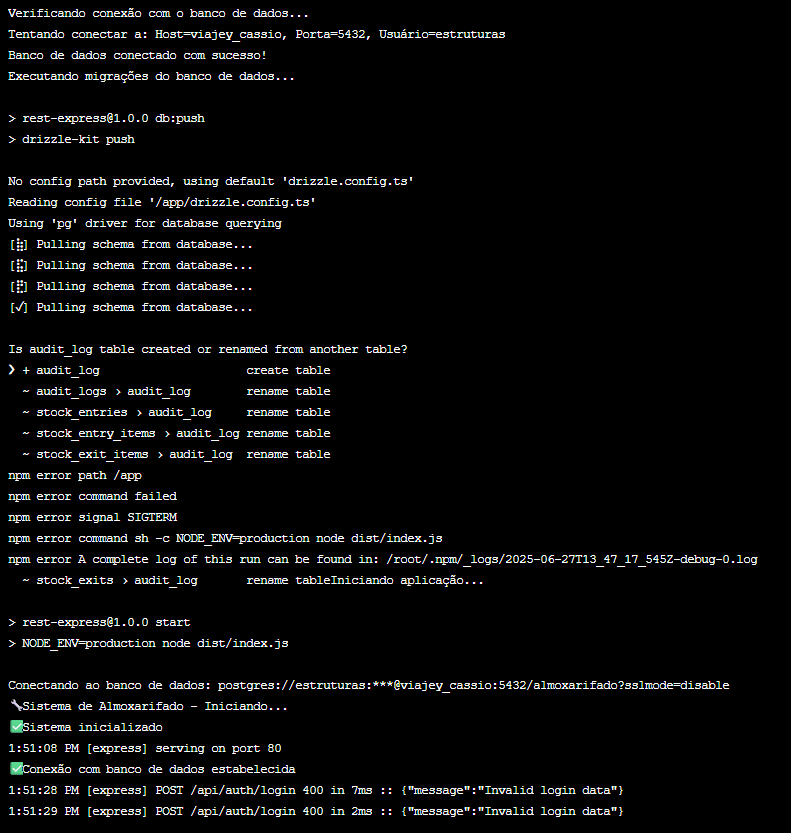 Verificando conexão com o banco de dados...
Tentando conectar a: Host=viajey_cassio, Porta=5432, Usuário=estruturas
Banco de dados conectado com sucesso!
Executando migrações do banco de dados...
> rest-express@1.0.0 db:push
> drizzle-kit push
No config path provided, using default 'drizzle.config.ts'
Reading config file '/app/drizzle.config.ts'
Using 'pg' driver for database querying
[⣷] Pulling schema from database...
[⣯] Pulling schema from database...
[⣟] Pulling schema from database...
[✓] Pulling schema from database...
Is audit_log table created or renamed from another table?
❯ + audit_log create table
~ audit_logs › audit_log rename table
~ stock_entries › audit_log rename table
~ stock_entry_items › audit_log rename table
~ stock_exit_items › audit_log rename table
npm error path /app
npm error command failed
npm error signal SIGTERM
npm error command sh -c NODE_ENV=production node dist/index.js
npm error A complete log of this run can be found in: /root/.npm/_logs/2025-06-27T13_47_17_545Z-debug-0.log
~ stock_exits › audit_log rename tableIniciando aplicação...
> rest-express@1.0.0 start
> NODE_ENV=production node dist/index.js
Conectando ao banco de dados: postgres://estruturas:***@viajey_cassio:5432/almoxarifado?sslmode=disable
🔧Sistema de Almoxarifado - Iniciando...
✅Sistema inicializado
1:51:08 PM [express] serving on port 80
✅Conexão com banco de dados estabelecida
1:51:28 PM [express] POST /api/auth/login 400 in 7ms :: {"message":"Invalid login data"}
1:51:29 PM [express] POST /api/auth/login 400 in 2ms :: {"message":"Invalid login data"}